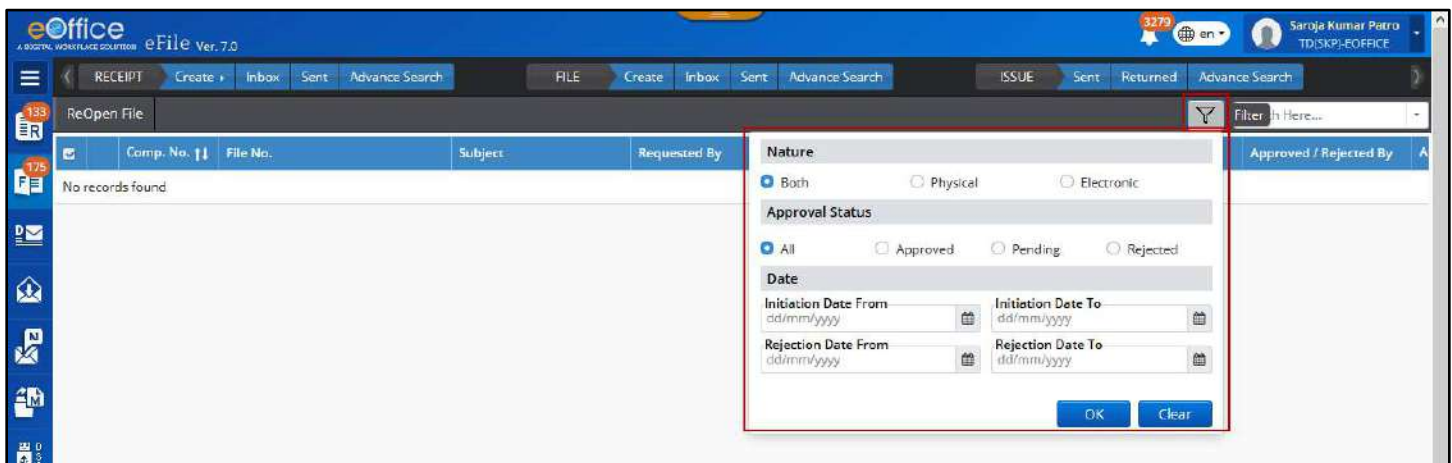 eOffice
A DIGITAL WORKPLACE SOLUTION eFile Ver. 7.0
3279
en
Saroja Kumar Patro
TD(SKP)-EOFFICE
RECEIPT Create Inbox Sent Advance Search FILE Create Inbox Sent Advance Search ISSUE Sent Returned Advance Search
133
R
ReOpen File
Filter h Here...
Comp. No. File No. Subject Requested By Approved / Rejected By A
175
F
No records found
Nature
Both Physical Electronic
Approval Status
All Approved Pending Rejected
Date
Initiation Date From Initiation Date To
dd/mm/yyyy dd/mm/yyyy
Rejection Date From Rejection Date To
dd/mm/yyyy dd/mm/yyyy
OK Clear
D
N
M
D
S